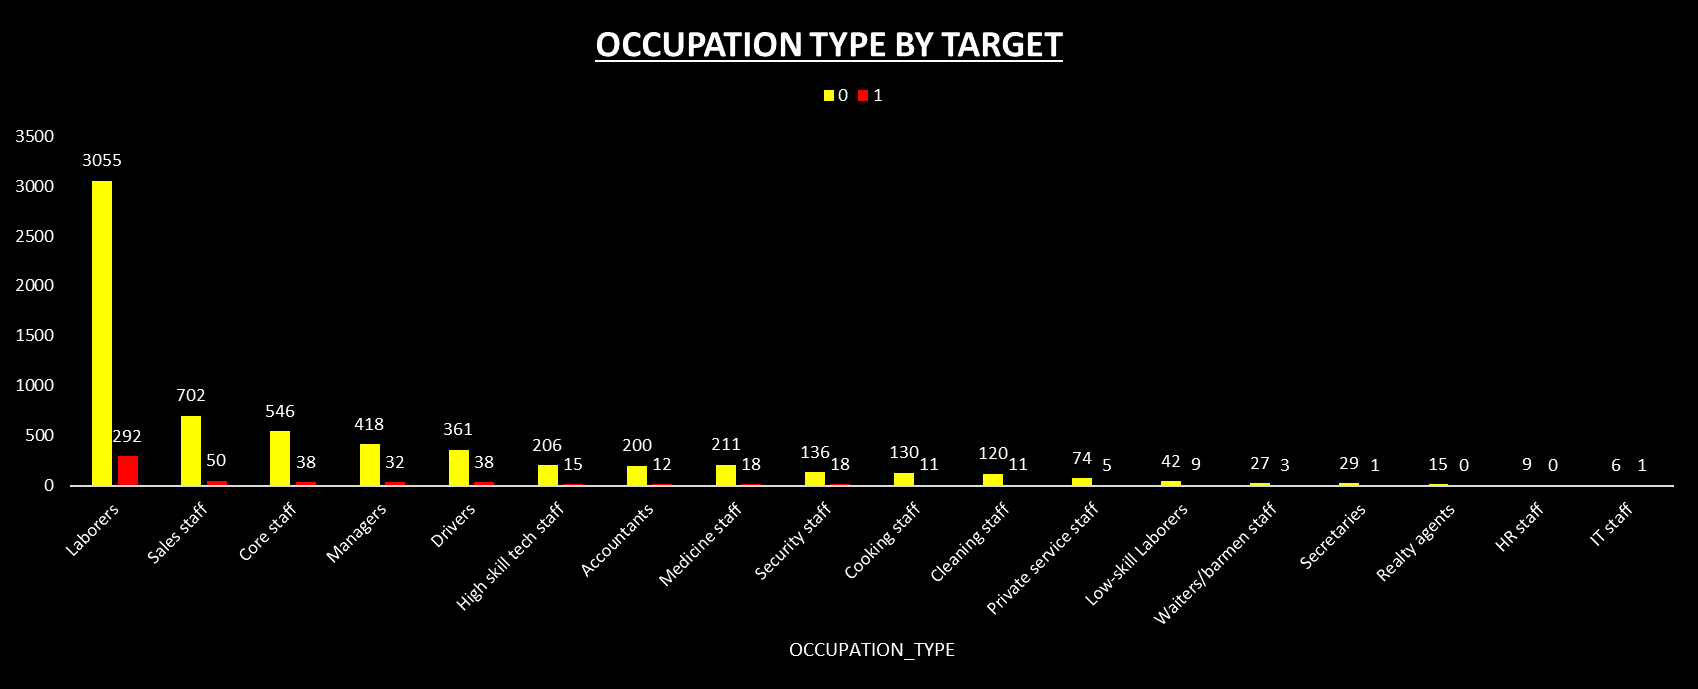 OCCUPATION TYPE BY TARGET
0 1
3500
3000
2500
2000
1500
1000
500
0
3055 292
702 50
546 38
418 32
361 38
206 15
200 12
211 18
136 18
130 11
120 11
74 5
42 9
27 3
29 1
15 0
9 0
6 1
Laborers
Sales staff
Core staff
Managers
Drivers
High skill tech staff
Accountants
Medicine staff
Security staff
Cooking staff
Cleaning staff
Private service staff
Low-skill Laborers
Waiters/barmen staff
Secretaries
Realty agents
HR staff
IT staff
OCCUPATION_TYPE